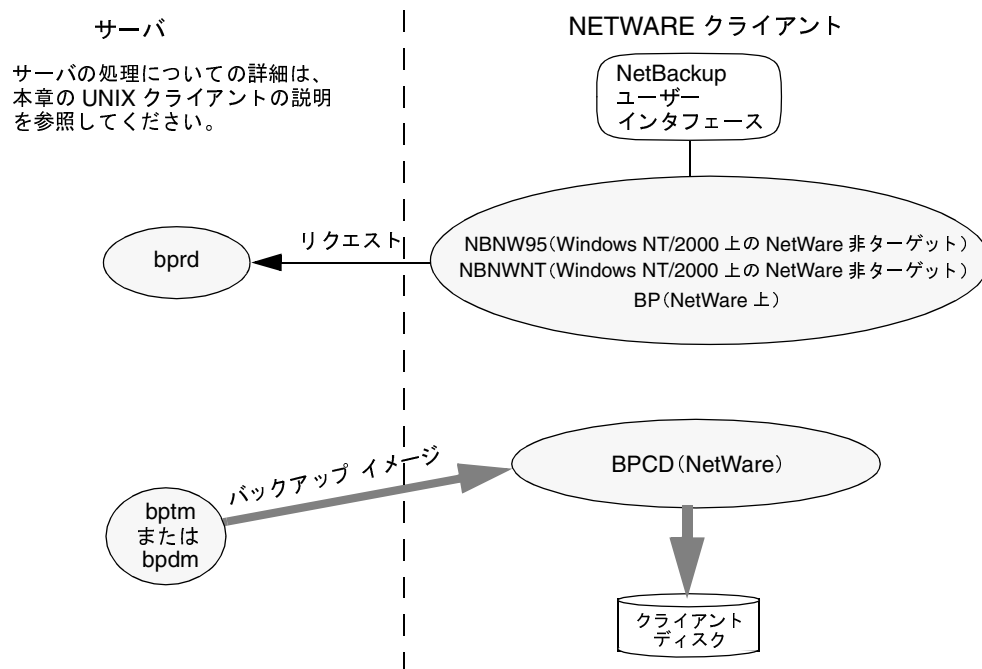 サーバ
サーバの処理についての詳細は、
本章の UNIX クライアントの説明
を参照してください。
NETWARE クライアント
NetBackup
ユーザー
インタフェース
bprd
リクエスト
NBNW95(Windows NT/2000 上の NetWare 非ターゲット)
NBNWNT(Windows NT/2000 上の NetWare 非ターゲット)
BP(NetWare 上)
バックアップ イメージ
BPCD(NetWare)
bptm
または
bpdm
クライアント
ディスク